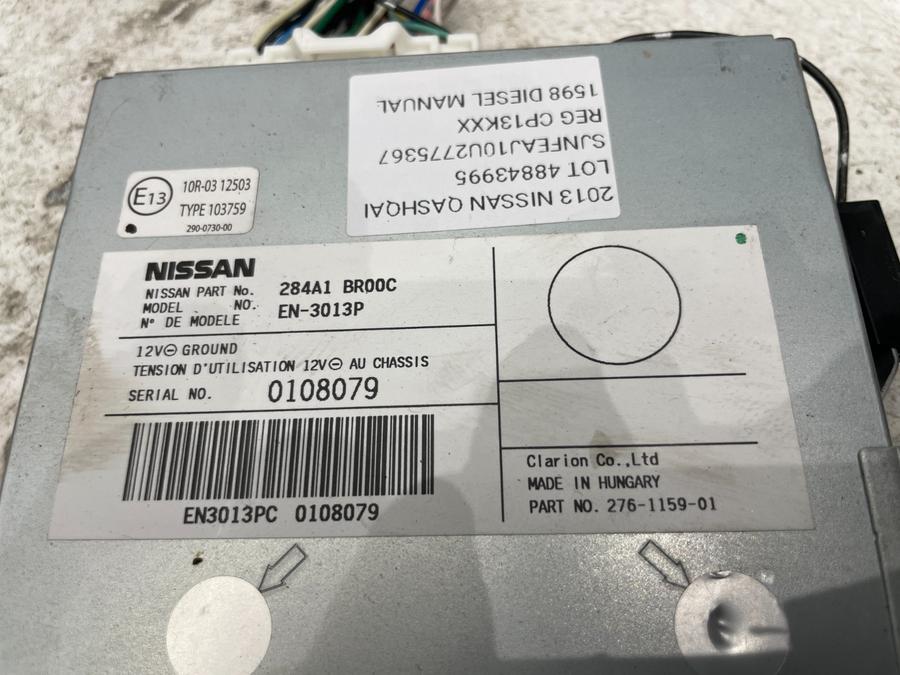 2013 NISSAN QASHQAI
LOT 48843995
SJNFEAJ10U2775367
REG CP13KXX
1598 DIESEL MANUAL
E13
10R-03 12503
TYPE 103759
290-0730-00
NISSAN
NISSAN PART No. 284A1 BR00C
MODEL NO. EN-3013P
N° DE MODELE
12V⊖ GROUND
TENSION D'UTILISATION 12V⊖ AU CHASSIS
SERIAL NO. 0108079
EN3013PC 0108079
Clarion Co.,Ltd
MADE IN HUNGARY
PART NO. 276-1159-01